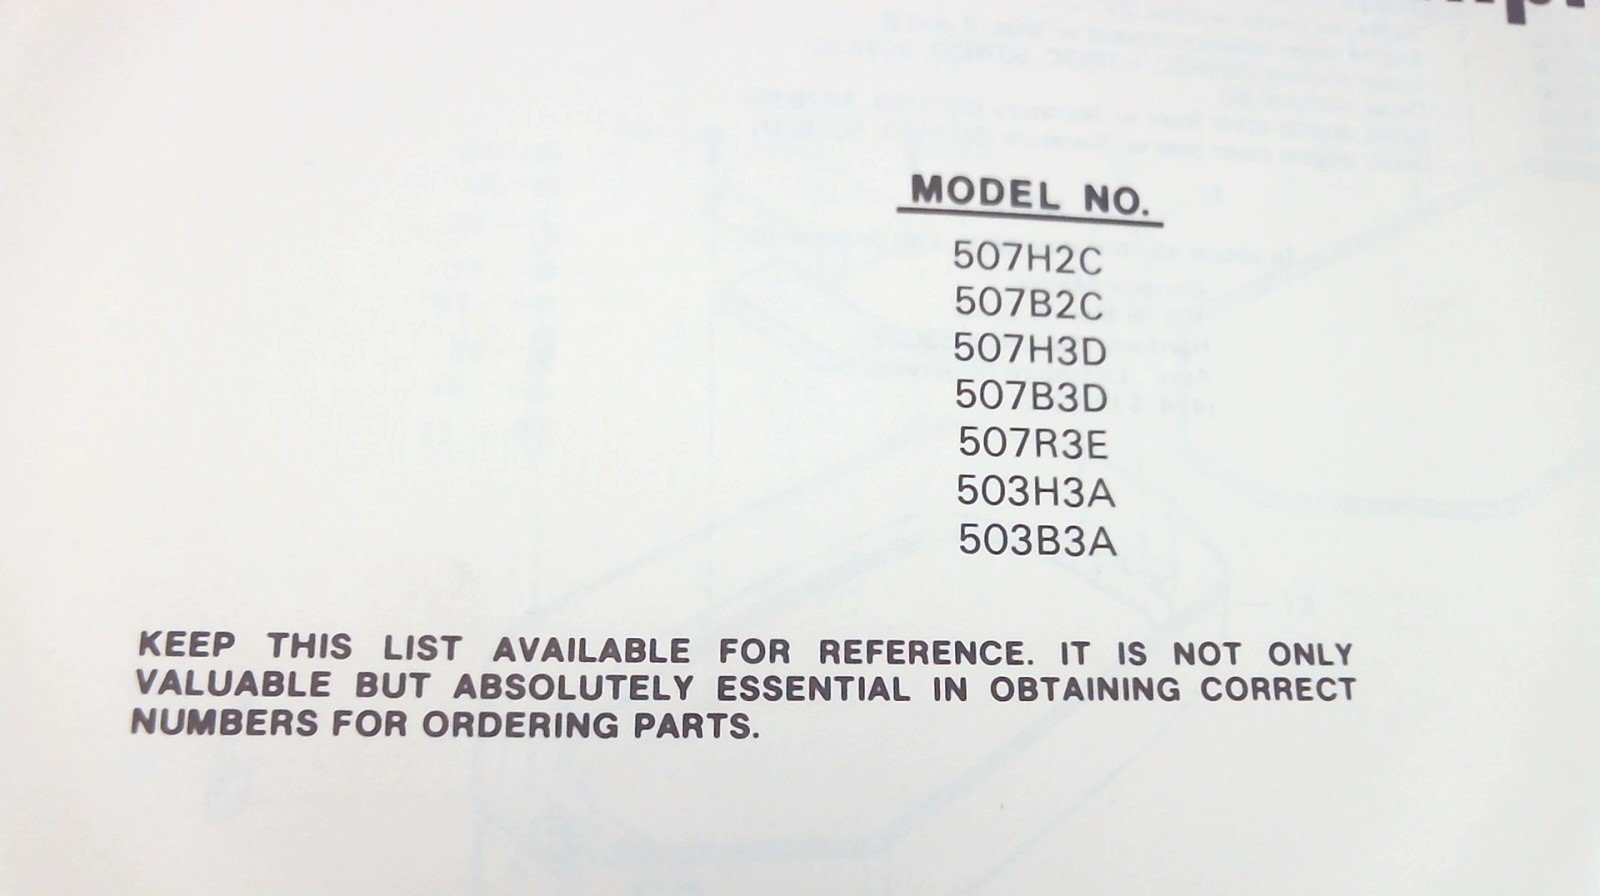 MODEL NO.
507H2C
507B2C
507H3D
507B3D
507R3E
503H3A
503B3A
KEEP THIS LIST AVAILABLE FOR REFERENCE. IT IS NOT ONLY
VALUABLE BUT ABSOLUTELY ESSENTIAL IN OBTAINING CORRECT
NUMBERS FOR ORDERING PARTS.